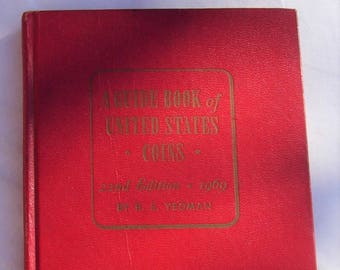 A GUIDE BOOK of
UNITED STATES
• COINS •
22nd Edition • 1969
BY R. S. YEOMAN